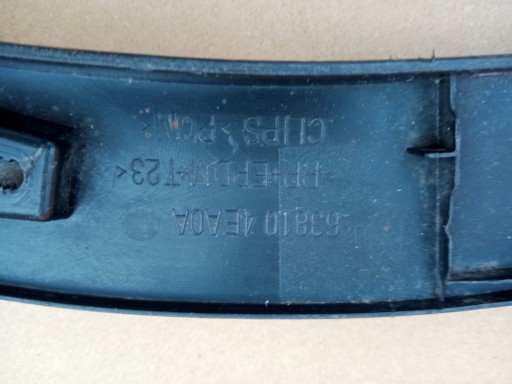 63810 4EA0A
>PP+EPDM-T23<
CLIPS >POM<